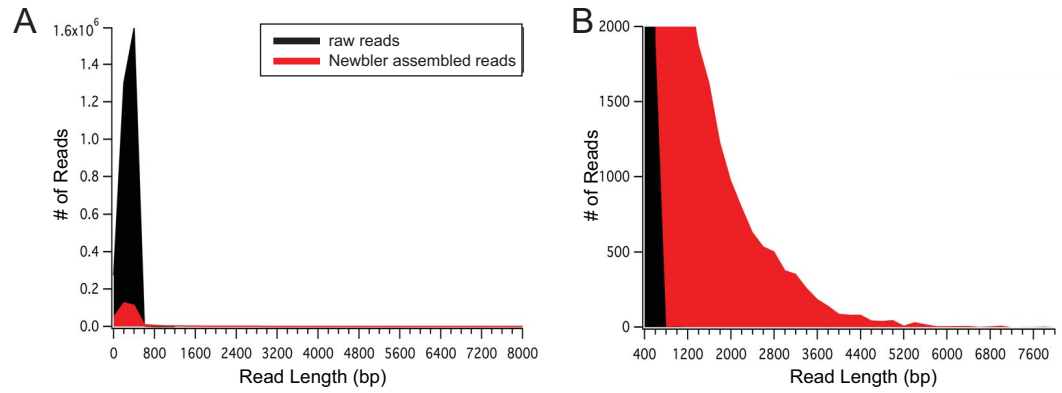 A
1.6x10⁶
1.4
1.2
1.0
0.8
0.6
0.4
0.2
0.0
# of Reads
raw reads
Newbler assembled reads
0 800 1600 2400 3200 4000 4800 5600 6400 7200 8000
Read Length (bp)
B
2000
1500
1000
500
0
# of Reads
400 1200 2000 2800 3600 4400 5200 6000 6800 7600
Read Length (bp)